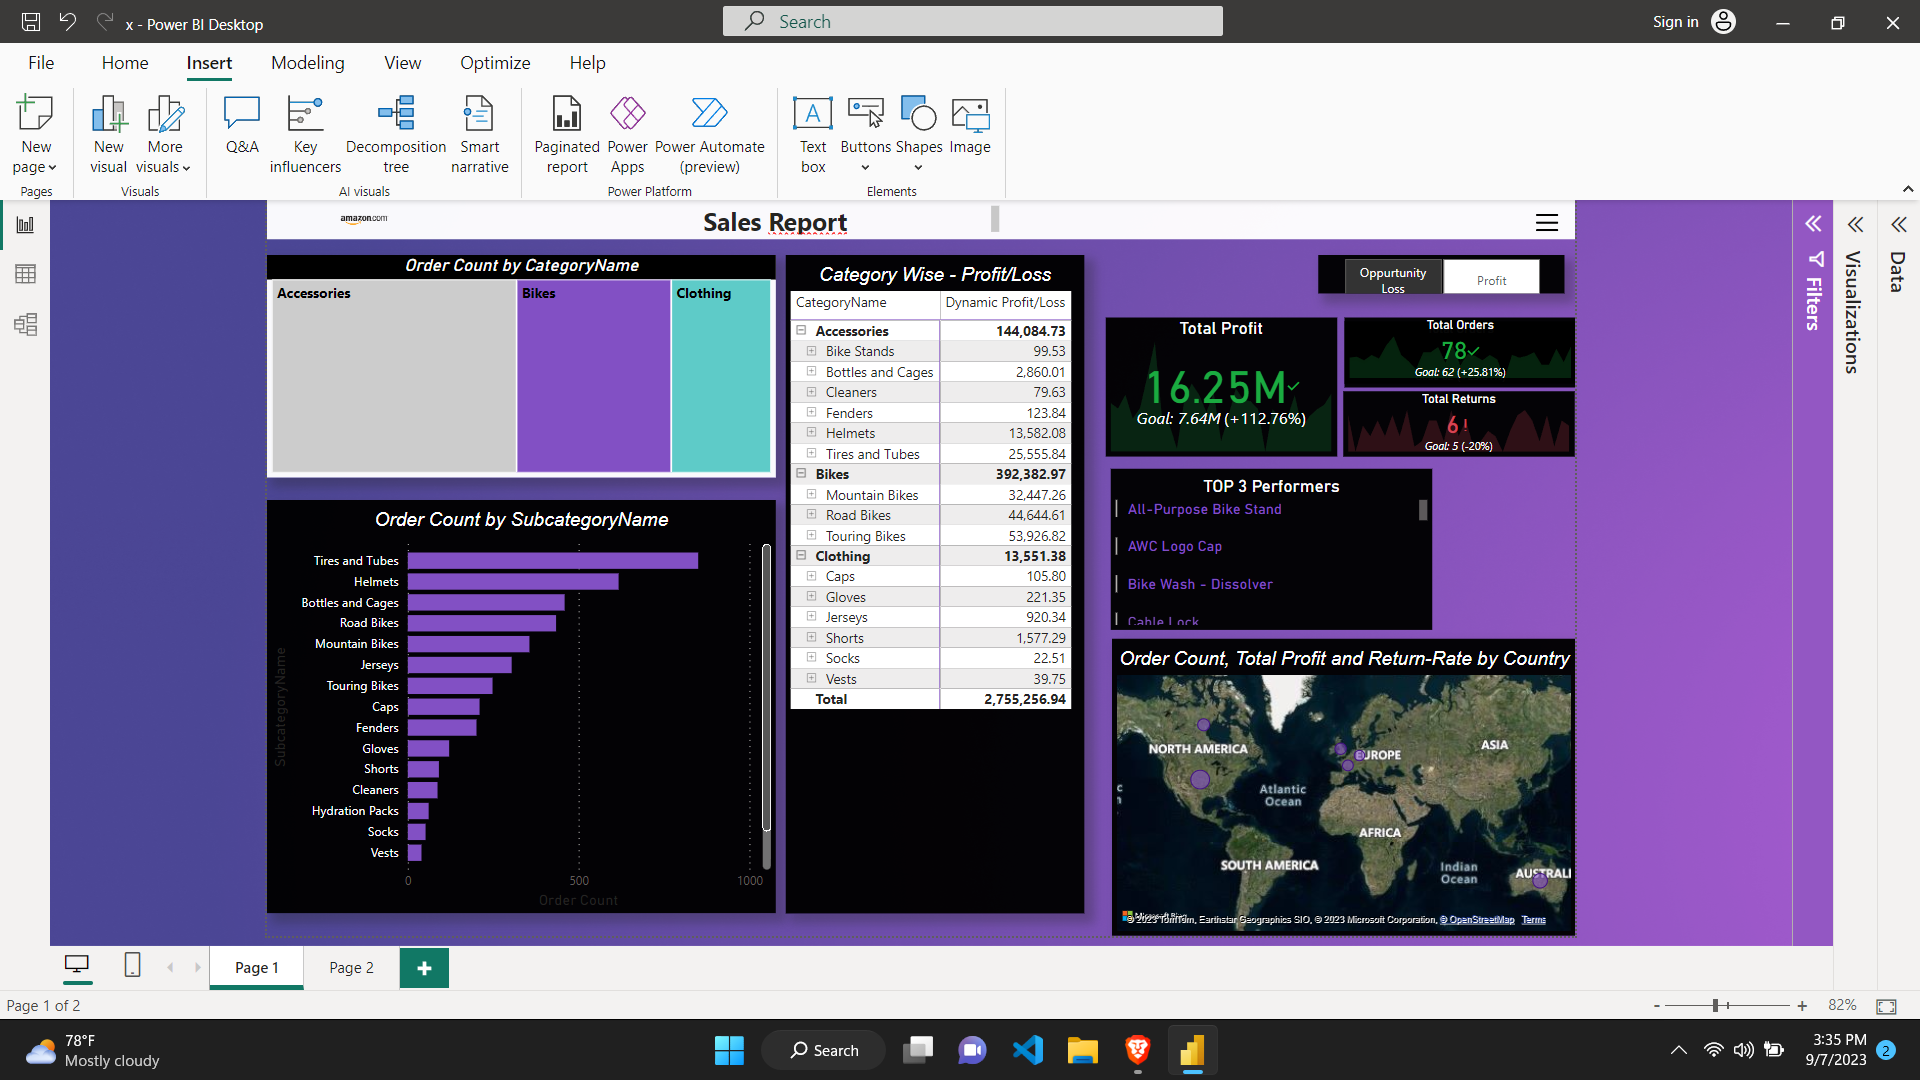 x - Power BI Desktop
Search
Sign in
File Home Insert Modeling View Optimize Help
New page
New visual
More visuals
Q&A
Key influencers
Decomposition tree
Smart narrative
Paginated report
Power Apps
Power Automate (preview)
Text box
Buttons
Shapes
Image
Pages
Visuals
AI visuals
Power Platform
Elements
amazon.com
Sales Report
Filters
Visualizations
Data
Order Count by CategoryName
Accessories
Bikes
Clothing
Order Count by SubcategoryName
SubcategoryName
Tires and Tubes
Helmets
Bottles and Cages
Road Bikes
Mountain Bikes
Jerseys
Touring Bikes
Caps
Fenders
Gloves
Shorts
Cleaners
Hydration Packs
Socks
Vests
0 500 1000
Order Count
Category Wise - Profit/Loss
CategoryName Dynamic Profit/Loss
Accessories 144,084.73
Bike Stands 99.53
Bottles and Cages 2,860.01
Cleaners 79.63
Fenders 123.84
Helmets 13,582.08
Tires and Tubes 25,555.84
Bikes 392,382.97
Mountain Bikes 32,447.26
Road Bikes 44,644.61
Touring Bikes 53,926.82
Clothing 13,551.38
Caps 105.80
Gloves 221.35
Jerseys 920.34
Shorts 1,577.29
Socks 22.51
Vests 39.75
Total 2,755,256.94
Oppurtunity
Loss
Profit
Total Profit
16.25M
Goal: 7.64M (+112.76%)
Total Orders
78
Goal: 62 (+25.81%)
Total Returns
6!
Goal: 5 (-20%)
TOP 3 Performers
All-Purpose Bike Stand
AWC Logo Cap
Bike Wash - Dissolver
Cable Lock
Order Count, Total Profit and Return-Rate by Country
NORTH AMERICA
EUROPE
ASIA
Atlantic
Ocean
AFRICA
SOUTH AMERICA
Indian
Ocean
AUSTRALI
© 2023 TomTom, Earthstar Geographics SIO, © 2023 Microsoft Corporation, © OpenStreetMap Terms
Page 1
Page 2
Page 1 of 2
82%
78°F
Mostly cloudy
Search
3:35 PM
9/7/2023
2